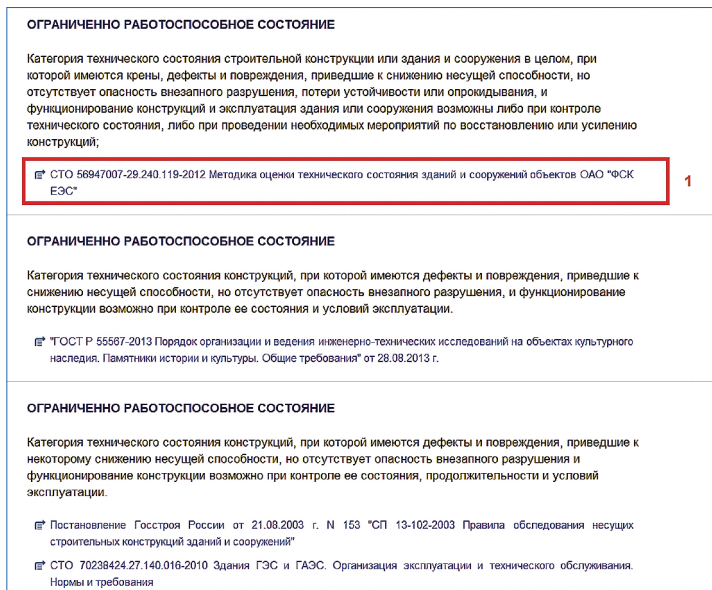 ОГРАНИЧЕННО РАБОТОСПОСОБНОЕ СОСТОЯНИЕ
Категория технического состояния строительной конструкции или здания и сооружения в целом, при
которой имеются крены, дефекты и повреждения, приведшие к снижению несущей способности, но
отсутствует опасность внезапного разрушения, потери устойчивости или опрокидывания, и
функционирование конструкций и эксплуатация здания или сооружения возможны либо при контроле
технического состояния, либо при проведении необходимых мероприятий по восстановлению или усилению
конструкций;
СТО 56947007-29.240.119-2012 Методика оценки технического состояния зданий и сооружений объектов ОАО "ФСК
ЕЭС"
1
ОГРАНИЧЕННО РАБОТОСПОСОБНОЕ СОСТОЯНИЕ
Категория технического состояния конструкций, при которой имеются дефекты и повреждения, приведшие к
снижению несущей способности, но отсутствует опасность внезапного разрушения, и функционирование
конструкции возможно при контроле ее состояния и условий эксплуатации.
"ГОСТ Р 55567-2013 Порядок организации и ведения инженерно-технических исследований на объектах культурного
наследия. Памятники истории и культуры. Общие требования" от 28.08.2013 г.
ОГРАНИЧЕННО РАБОТОСПОСОБНОЕ СОСТОЯНИЕ
Категория технического состояния конструкций, при которой имеются дефекты и повреждения, приведшие к
некоторому снижению несущей способности, но отсутствует опасность внезапного разрушения и
функционирование конструкции возможно при контроле ее состояния, продолжительности и условий
эксплуатации.
Постановление Госстроя России от 21.08.2003 г. N 153 "СП 13-102-2003 Правила обследования несущих
строительных конструкций зданий и сооружений"
СТО 70238424.27.140.016-2010 Здания ГЭС и ГАЭС. Организация эксплуатации и технического обслуживания.
Нормы и требования